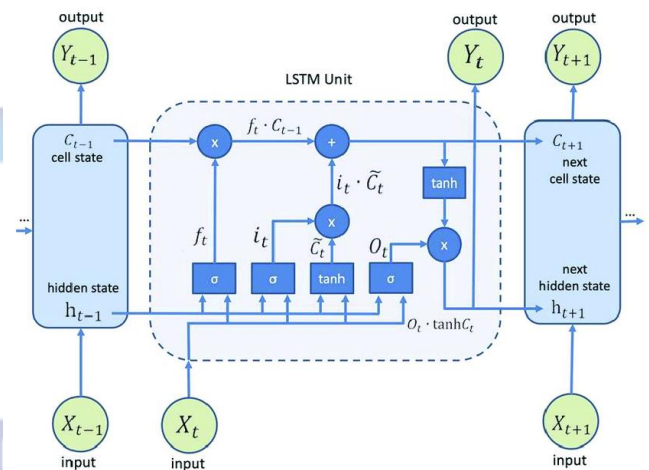 output
output
output
Y_{t-1}
Y_t
Y_{t+1}
LSTM Unit
C_{t-1}
cell state
x
f_t · C_{t-1}
+
C_{t+1}
next
cell state
tanh
i_t · C̃_t
x
f_t
i_t
C̃_t
O_t
x
...
...
σ
σ
tanh
σ
hidden state
h_{t-1}
next
hidden state
h_{t+1}
O_t · tanhC_t
X_{t-1}
X_t
X_{t+1}
input
input
input